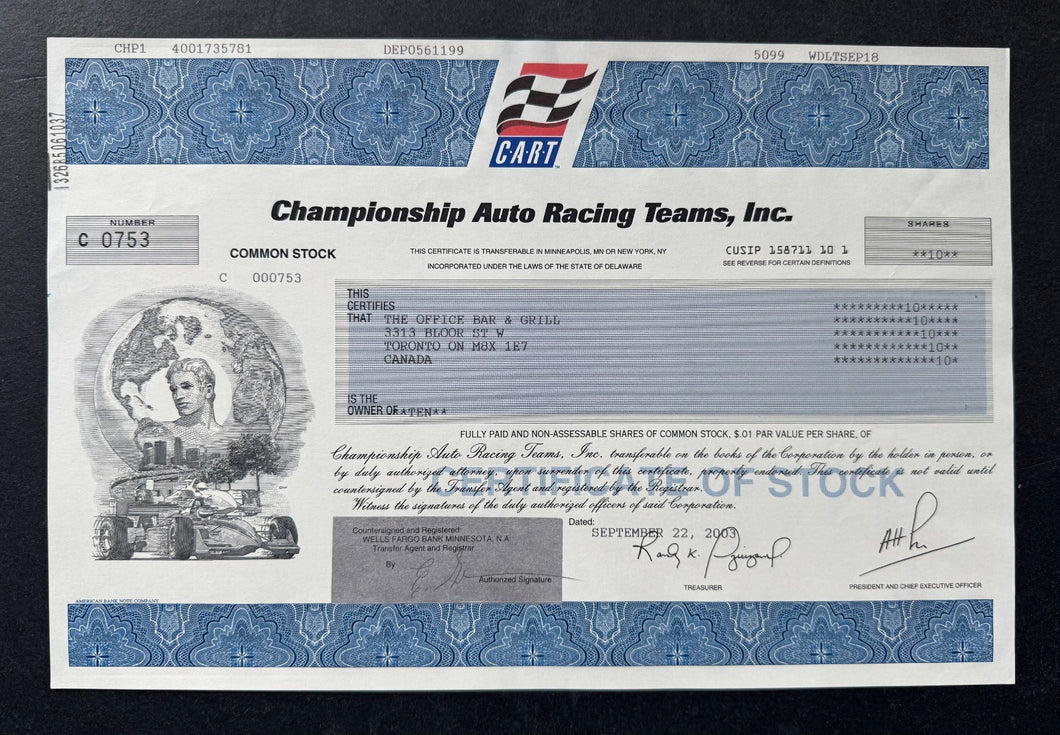 CHP1 4001735781 DEP0561199 5099 WDLTSEP18
132685061037
C·A·R·T
TM
Championship Auto Racing Teams, Inc.
NUMBER
C 0753
SHARES
**10**
COMMON STOCK
THIS CERTIFICATE IS TRANSFERABLE IN MINNEAPOLIS, MN OR NEW YORK, NY
INCORPORATED UNDER THE LAWS OF THE STATE OF DELAWARE
CUSIP 158711 10 1
SEE REVERSE FOR CERTAIN DEFINITIONS
C 000753
THIS
CERTIFIES
THAT THE OFFICE BAR & GRILL
3313 BLOOR ST W
TORONTO ON M8X 1E7
CANADA
*********10*****
**********10****
***********10***
************10**
*************10*
IS THE
OWNER OF **TEN**
FULLY PAID AND NON-ASSESSABLE SHARES OF COMMON STOCK, $.01 PAR VALUE PER SHARE, OF
Championship Auto Racing Teams, Inc. transferable on the books of the Corporation by the holder in person, or
by duly authorized attorney, upon surrender of this certificate, properly endorsed. This certificate is not valid until
countersigned by the Transfer Agent and registered by the Registrar.
CERTIFICATE OF STOCK
Witness the signatures of the duly authorized officers of said Corporation.
Countersigned and Registered:
WELLS FARGO BANK MINNESOTA, N.A
Transfer Agent and Registrar
By
Authorized Signature
Dated:
SEPTEMBER 22, 2003
TREASURER
PRESIDENT AND CHIEF EXECUTIVE OFFICER
AMERICAN BANK NOTE COMPANY